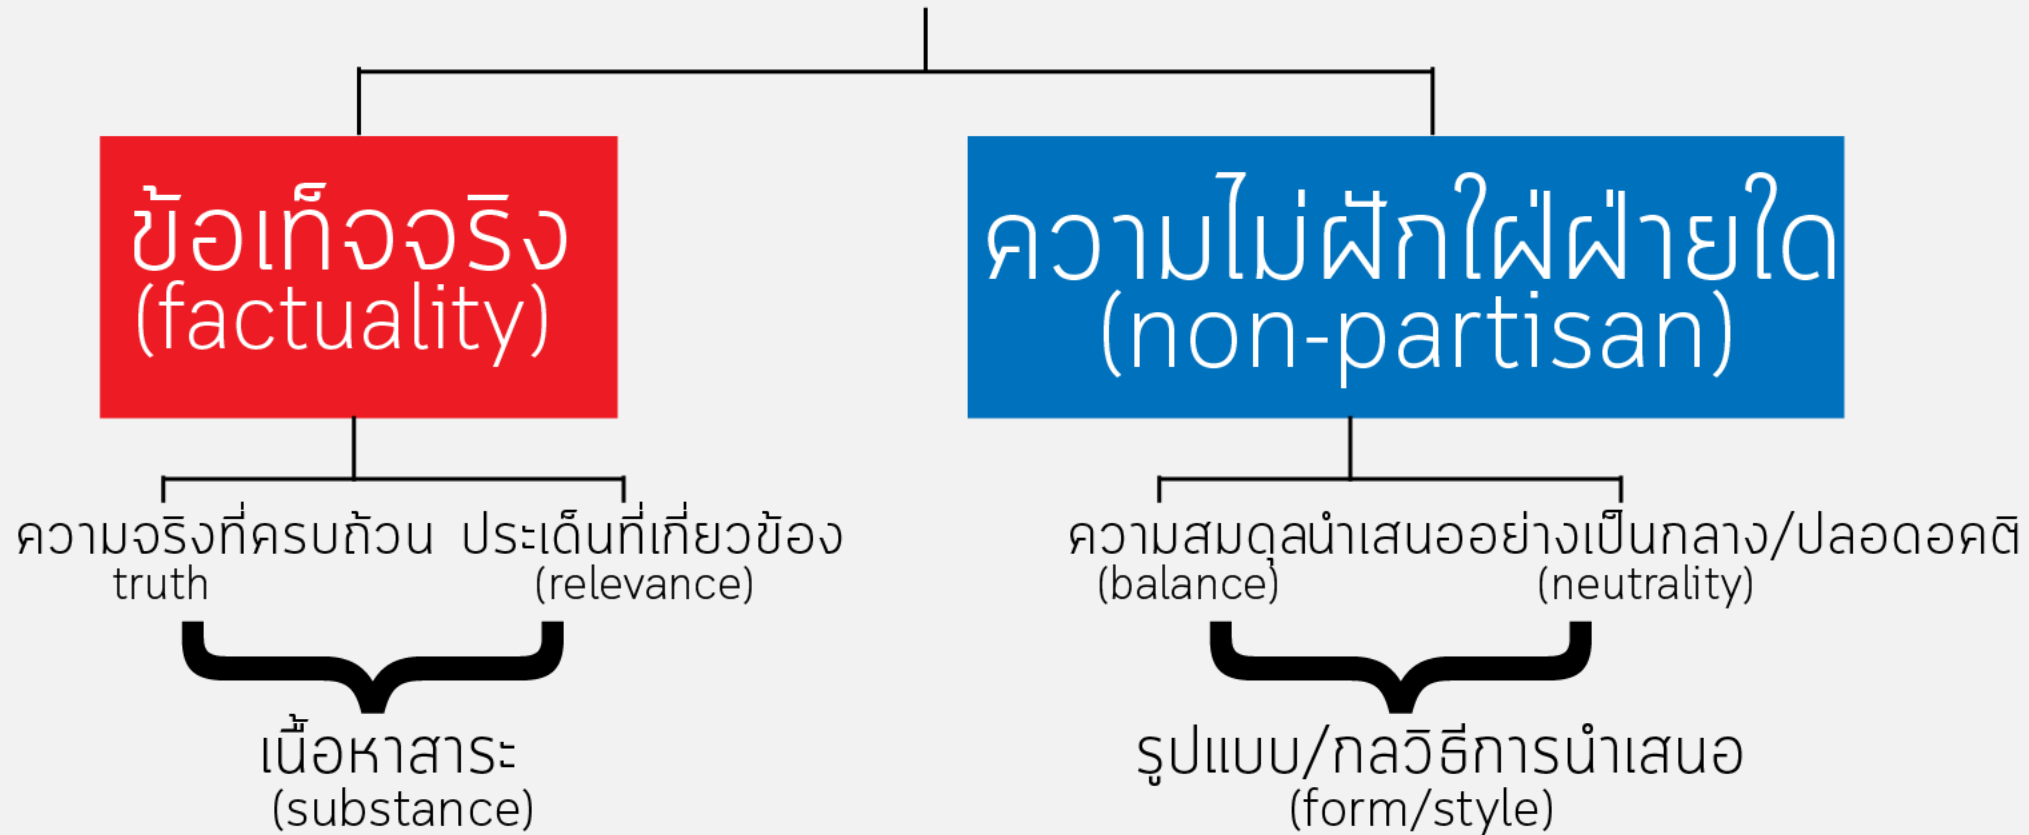 ข้อเท็จจริง
(factuality)
ความไม่ฝักใฝ่ฝ่ายใด
(non-partisan)
ความจริงที่ครบถ้วน
truth
ประเด็นที่เกี่ยวข้อง
(relevance)
ความสมดุล
(balance)
นำเสนออย่างเป็นกลาง/ปลอดอคติ
(neutrality)
เนื้อหาสาระ
(substance)
รูปแบบ/กลวิธีการนำเสนอ
(form/style)